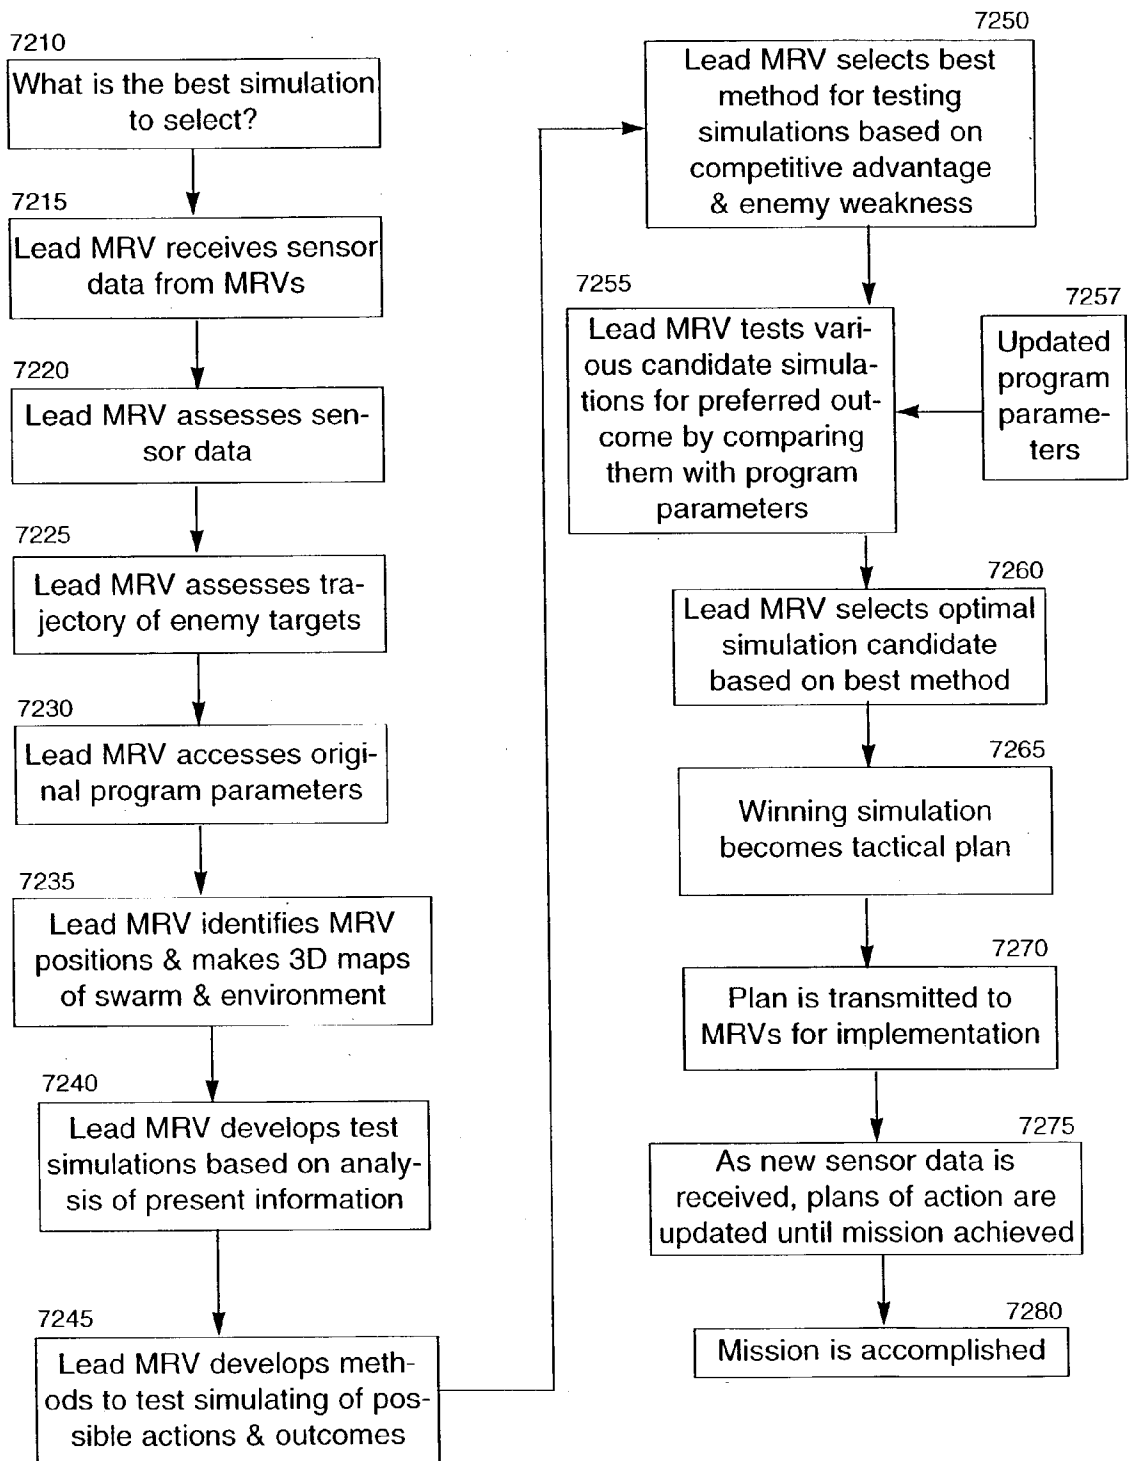 7210
What is the best simulation
to select?
7215
Lead MRV receives sensor
data from MRVs
7220
Lead MRV assesses sen-
sor data
7225
Lead MRV assesses tra-
jectory of enemy targets
7230
Lead MRV accesses origi-
nal program parameters
7235
Lead MRV identifies MRV
positions & makes 3D maps
of swarm & environment
7240
Lead MRV develops test
simulations based on analy-
sis of present information
7245
Lead MRV develops meth-
ods to test simulating of pos-
sible actions & outcomes
7250
Lead MRV selects best
method for testing
simulations based on
competitive advantage
& enemy weakness
7255
Lead MRV tests vari-
ous candidate simula-
tions for preferred out-
come by comparing
them with program
parameters
7257
Updated
program
parame-
ters
7260
Lead MRV selects optimal
simulation candidate
based on best method
7265
Winning simulation
becomes tactical plan
7270
Plan is transmitted to
MRVs for implementation
7275
As new sensor data is
received, plans of action are
updated until mission achieved
7280
Mission is accomplished